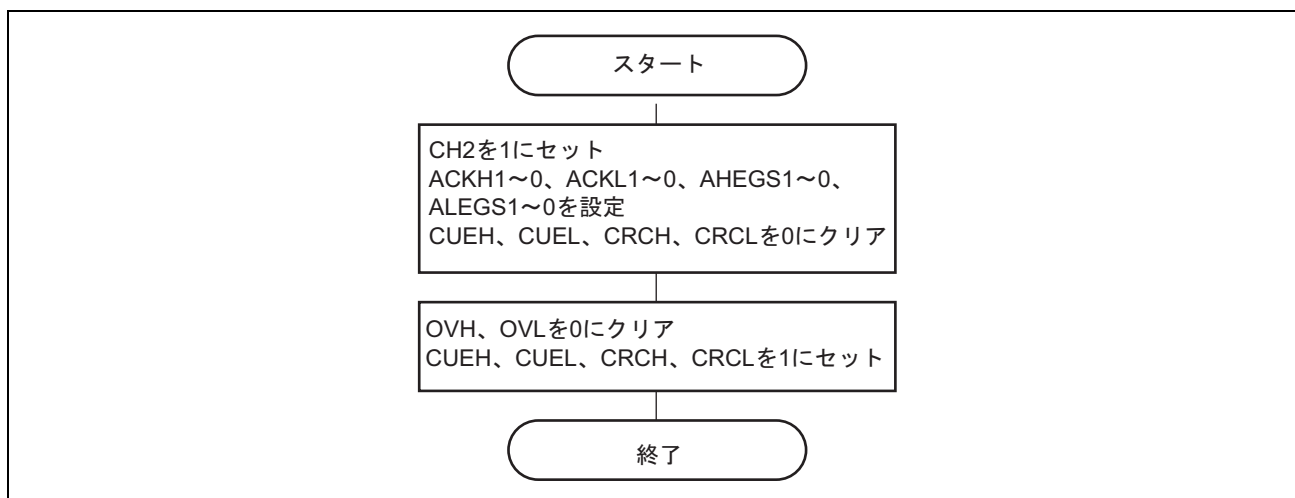 スタート
CH2を1にセット
ACKH1～0、ACKL1～0、AHEGS1～0、
ALEGS1～0を設定
CUEH、CUEL、CRCH、CRCLを0にクリア
OVH、OVLを0にクリア
CUEH、CUEL、CRCH、CRCLを1にセット
終了